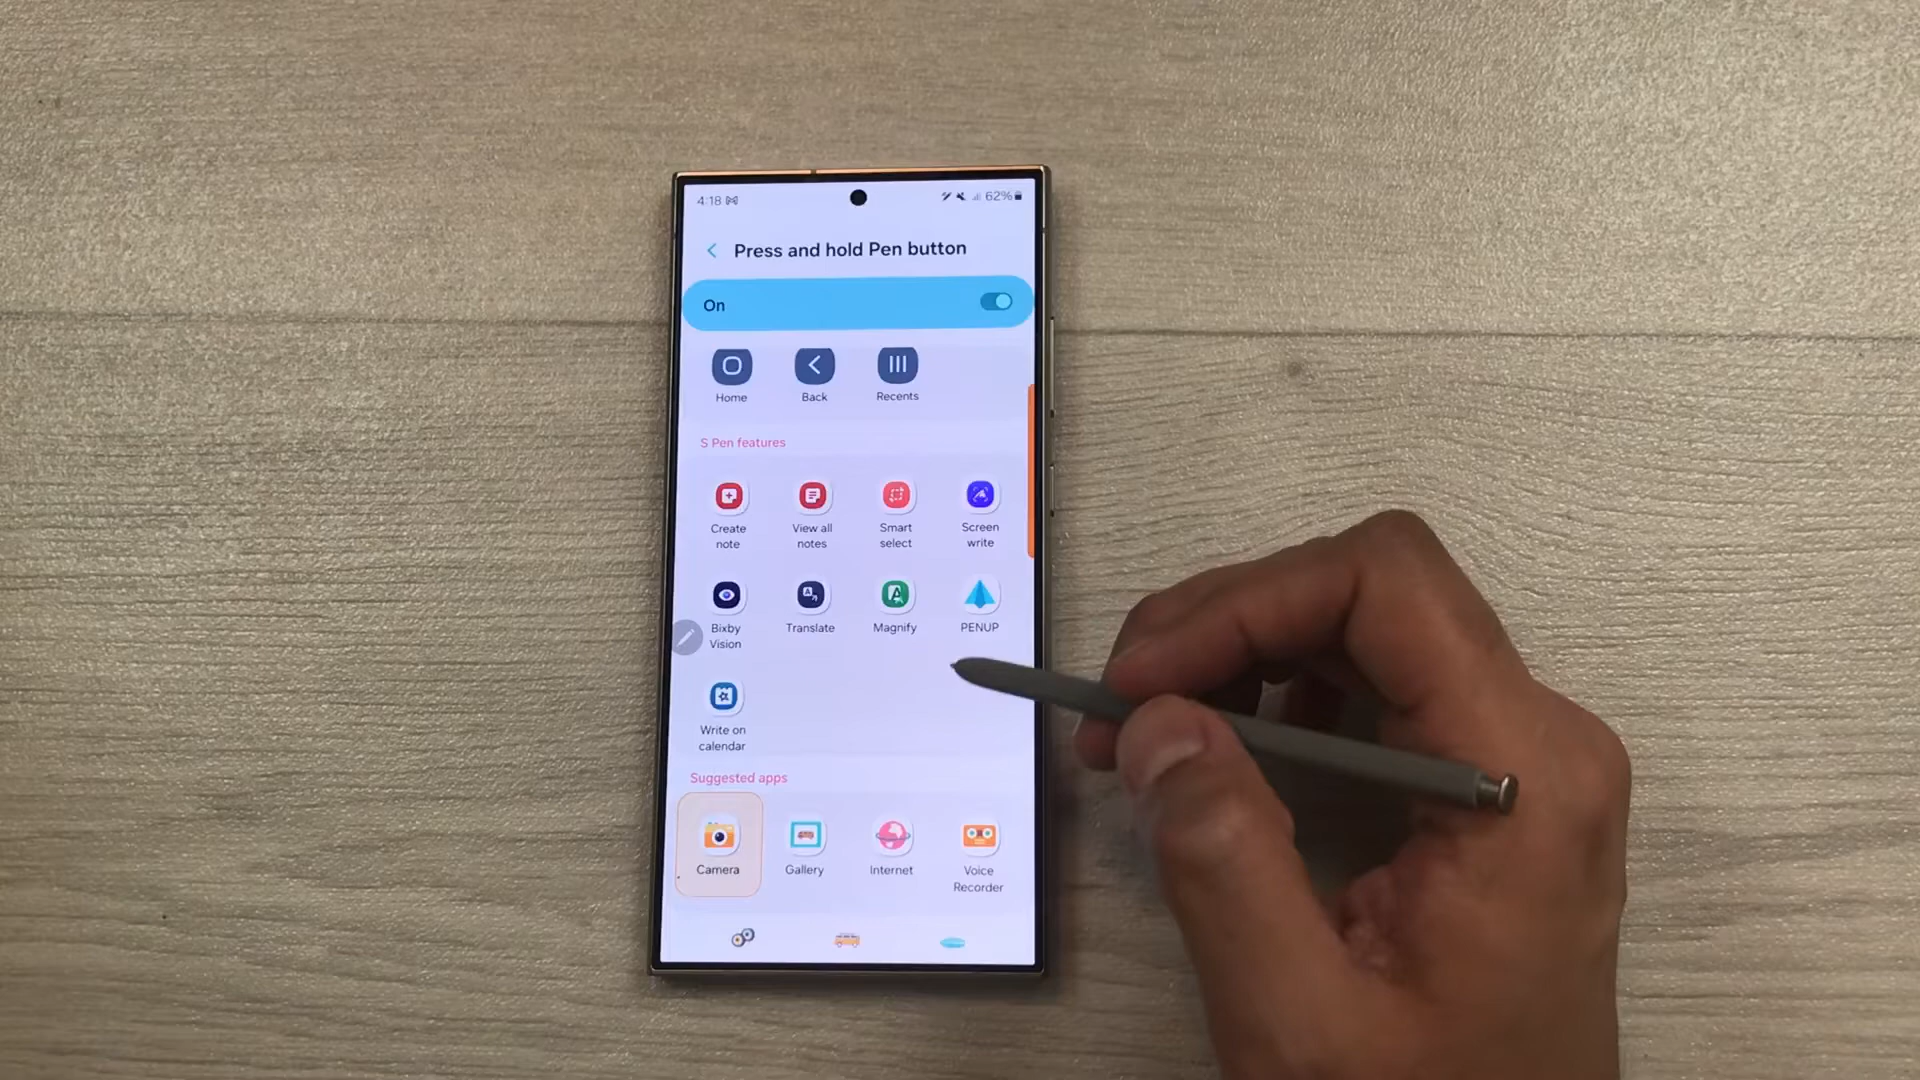 4:18
62%
Press and hold Pen button
On
Home Back Recents
S Pen features
Create note
View all notes
Smart select
Screen write
Bixby Vision
Translate
Magnify
PENUP
Write on calendar
Suggested apps
Camera
Gallery
Internet
Voice Recorder